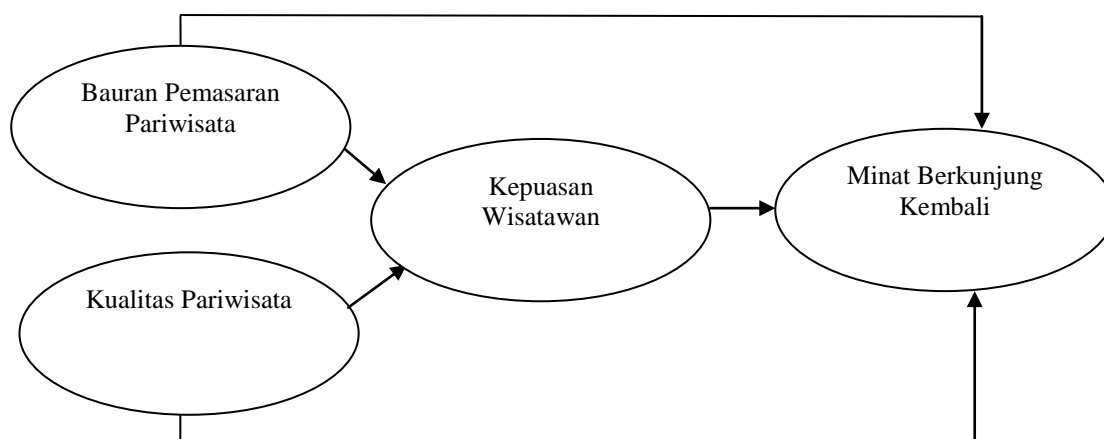 Bauran Pemasaran
Pariwisata
Kepuasan
Wisatawan
Minat Berkunjung
Kembali
Kualitas Pariwisata